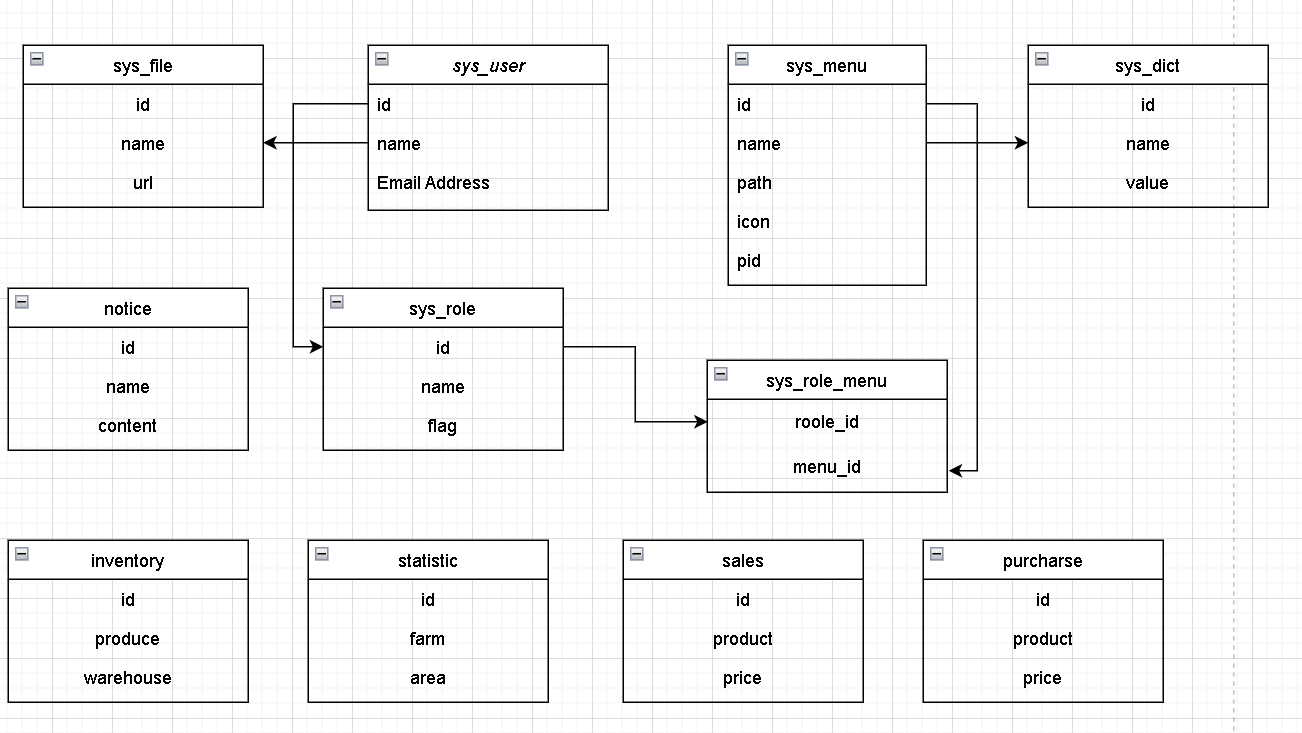 sys_file
id
name
url
sys_user
id
name
Email Address
sys_menu
id
name
path
icon
pid
sys_dict
id
name
value
notice
id
name
content
sys_role
id
name
flag
sys_role_menu
roole_id
menu_id
inventory
id
produce
warehouse
statistic
id
farm
area
sales
id
product
price
purcharse
id
product
price